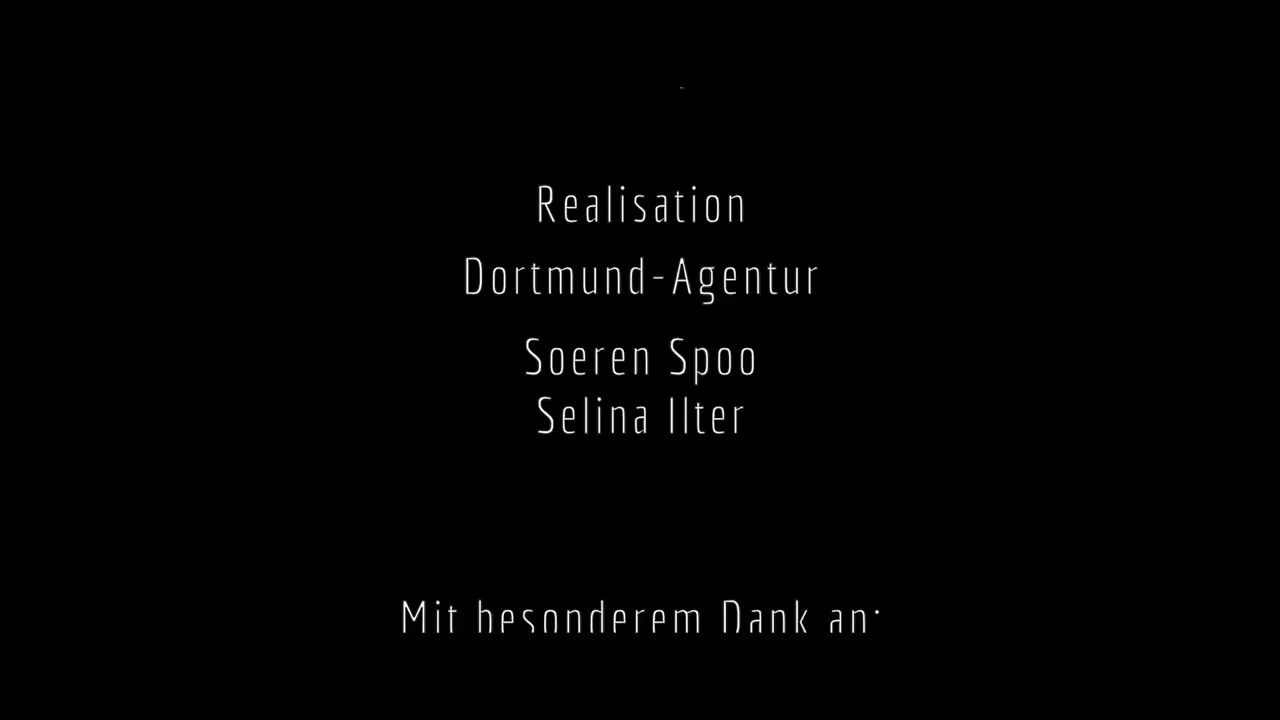 Realisation
Dortmund-Agentur
Soeren Spoo
Selina Ilter
Mit besonderem Dank an: